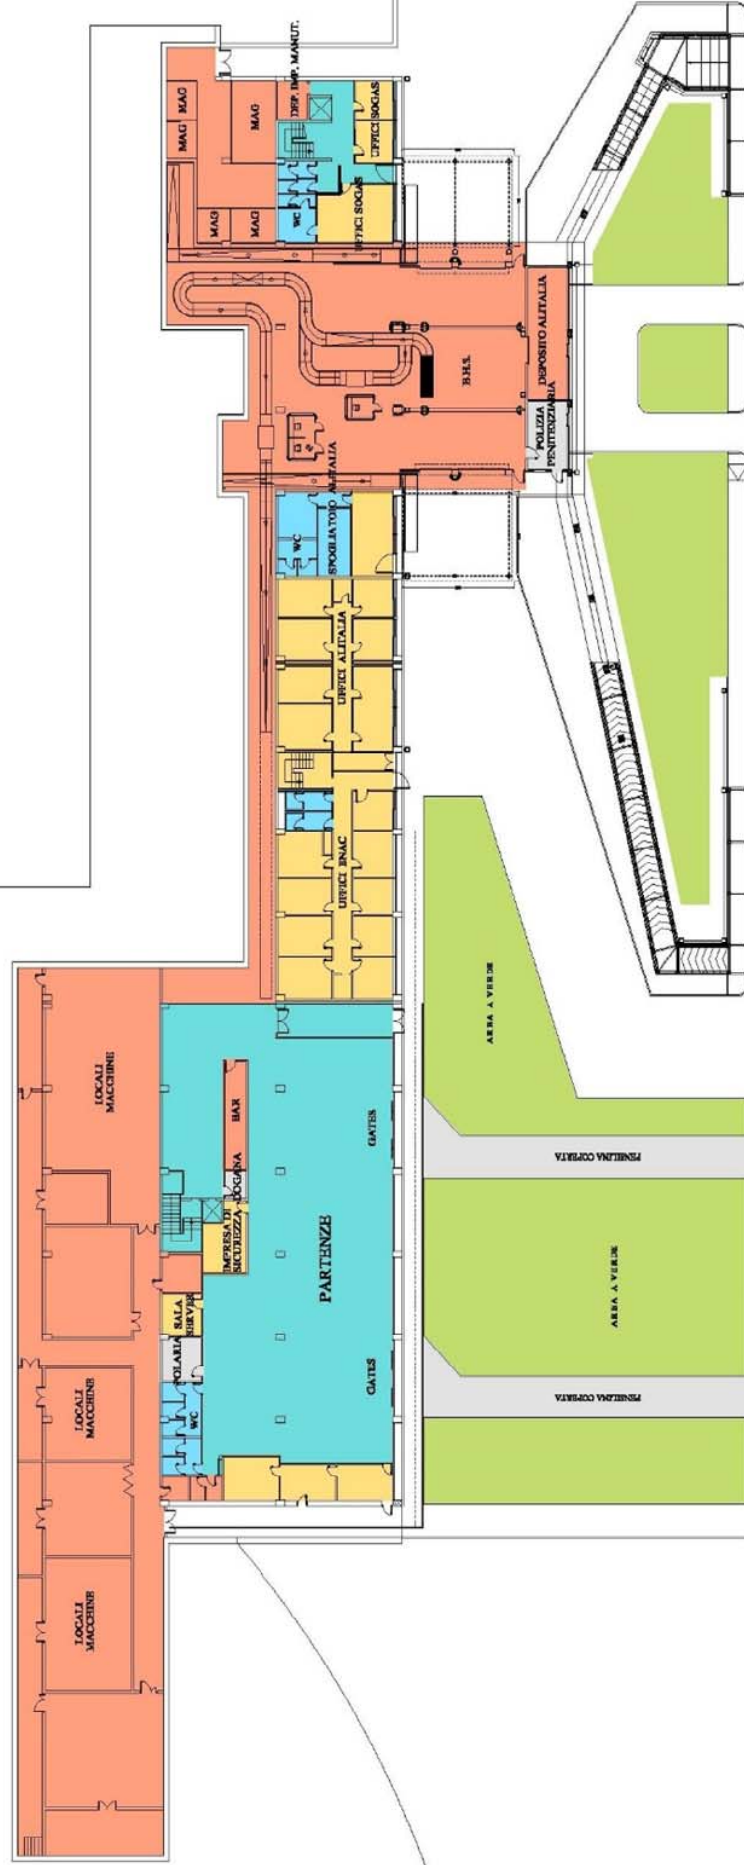 DEP. IMP. MANUT.
MAG
MAG
MAG
UFFICI SOGAS
MAG
MAG
WC
UFFICI SOGAS
B.H.S.
DEPOSITO ALITALIA
POLIZIA
PENITENZIARIA
WC
SPOGLIATOIO ALITALIA
UFFICI ALITALIA
UFFICI ENAC
AREA A VERDE
LOCALI
MACCHINE
BAR
GATES
PENSILINA COPERTA
DOGANA
IMPRESA DI
SICUREZZA
PARTENZE
AREA A VERDE
SALA
SERVER
POLARIA
GATES
PENSILINA COPERTA
WC
LOCALI
MACCHINE
LOCALI
MACCHINE